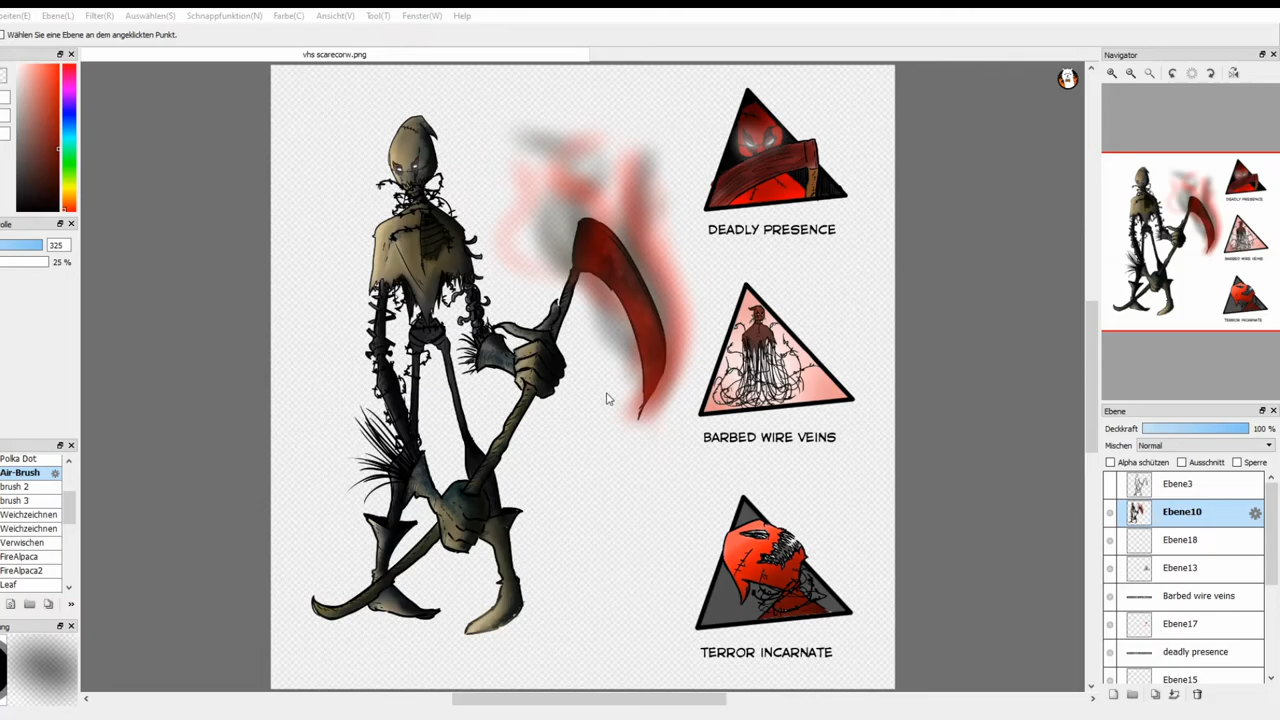 eiten(E) Ebene(L) Filter(R) Auswählen(S) Schnappfunktion(N) Farbe(C) Ansicht(V) Tool(T) Fenster(W) Help
Wählen Sie eine Ebene an dem angeklickten Punkt.
vhs scarecorw.png
Navigator
olle
325
25 %
DEADLY PRESENCE
BARBED WIRE VEINS
TERROR INCARNATE
Polka Dot
Air-Brush
brush 2
brush 3
Weichzeichnen
Weichzeichnen
Verwischen
FireAlpaca
FireAlpaca2
Leaf
ng
Ebene
Deckkraft 100 %
Mischen Normal
Alpha schützen Ausschnitt Sperre
Ebene3
Ebene10
Ebene18
Ebene13
Barbed wire veins
Ebene17
deadly presence
Ebene15